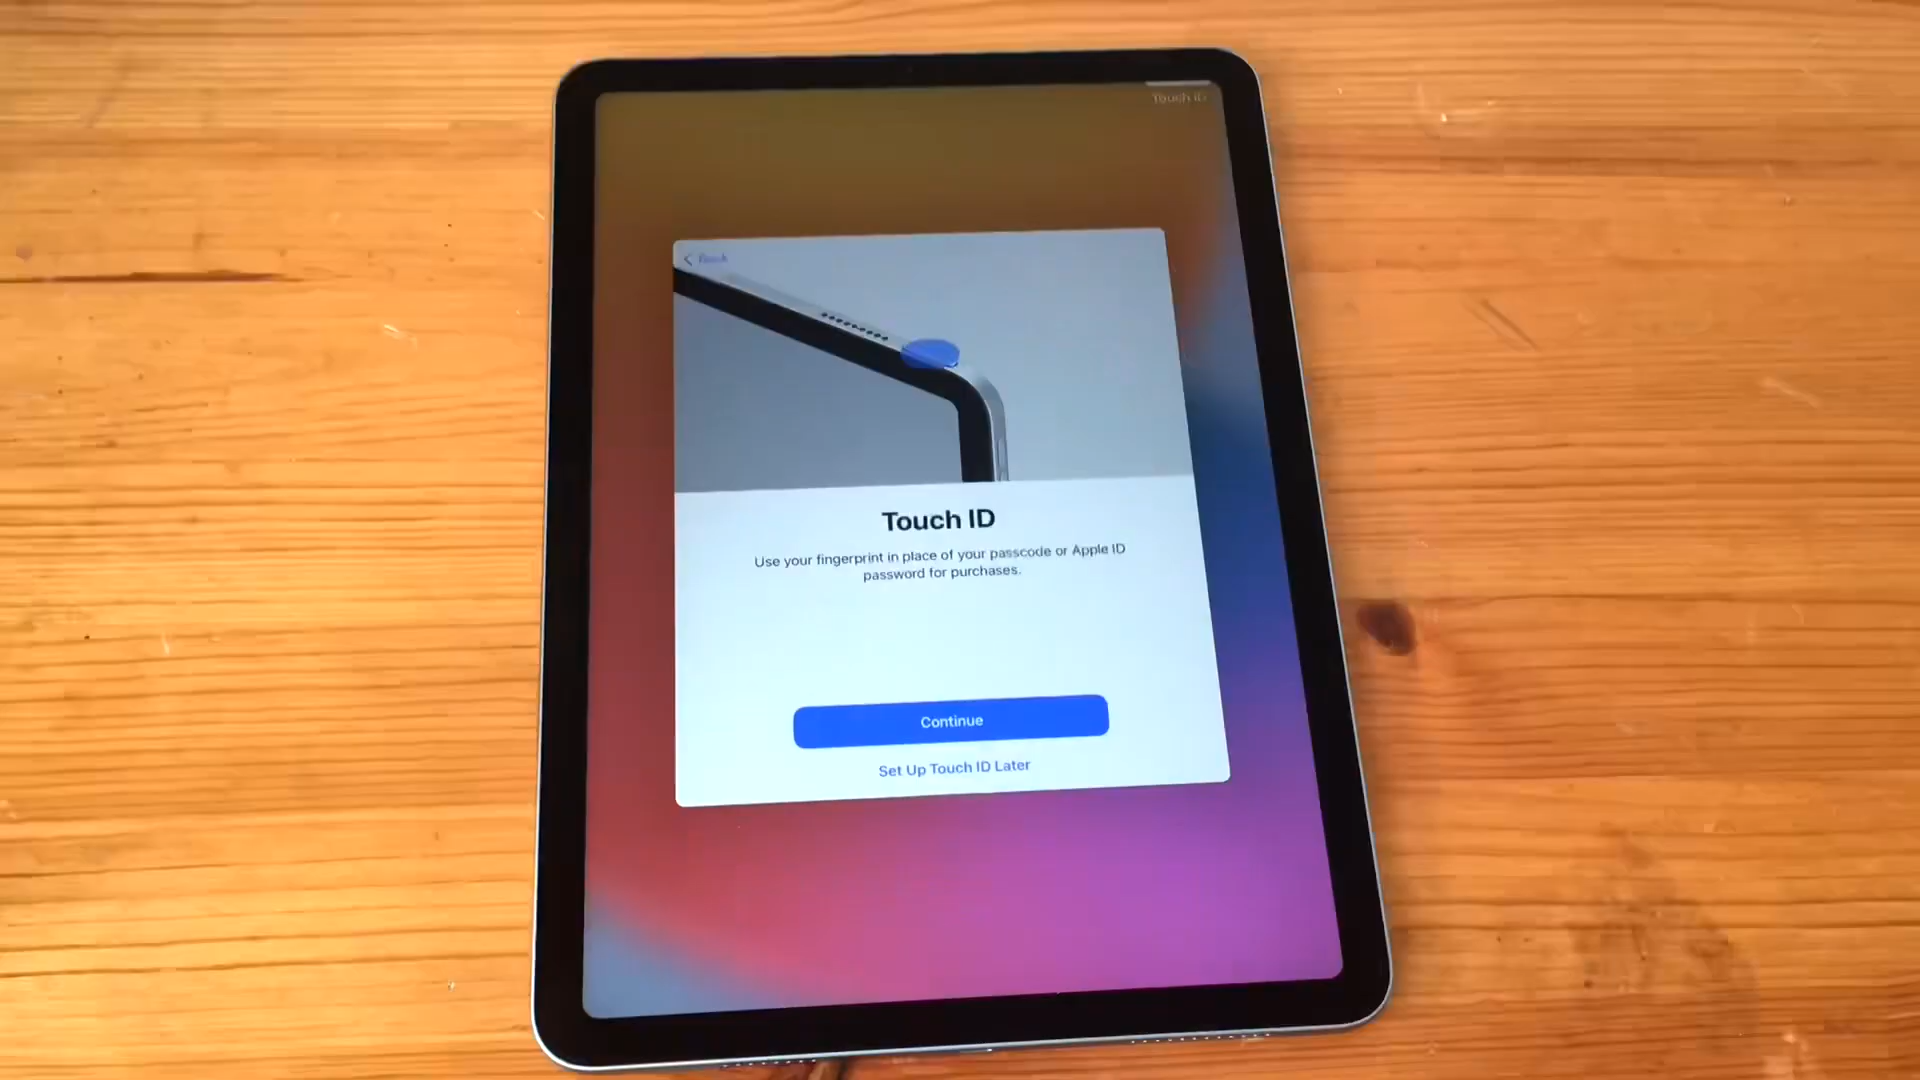 Touch ID
Back
Touch ID
Use your fingerprint in place of your passcode or Apple ID
password for purchases.
Continue
Set Up Touch ID Later